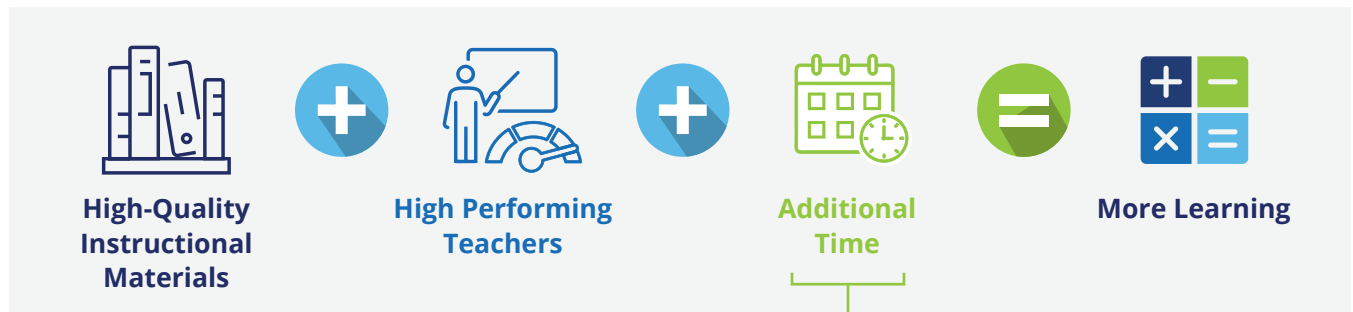 High-Quality
Instructional
Materials
High Performing
Teachers
Additional
Time
More Learning